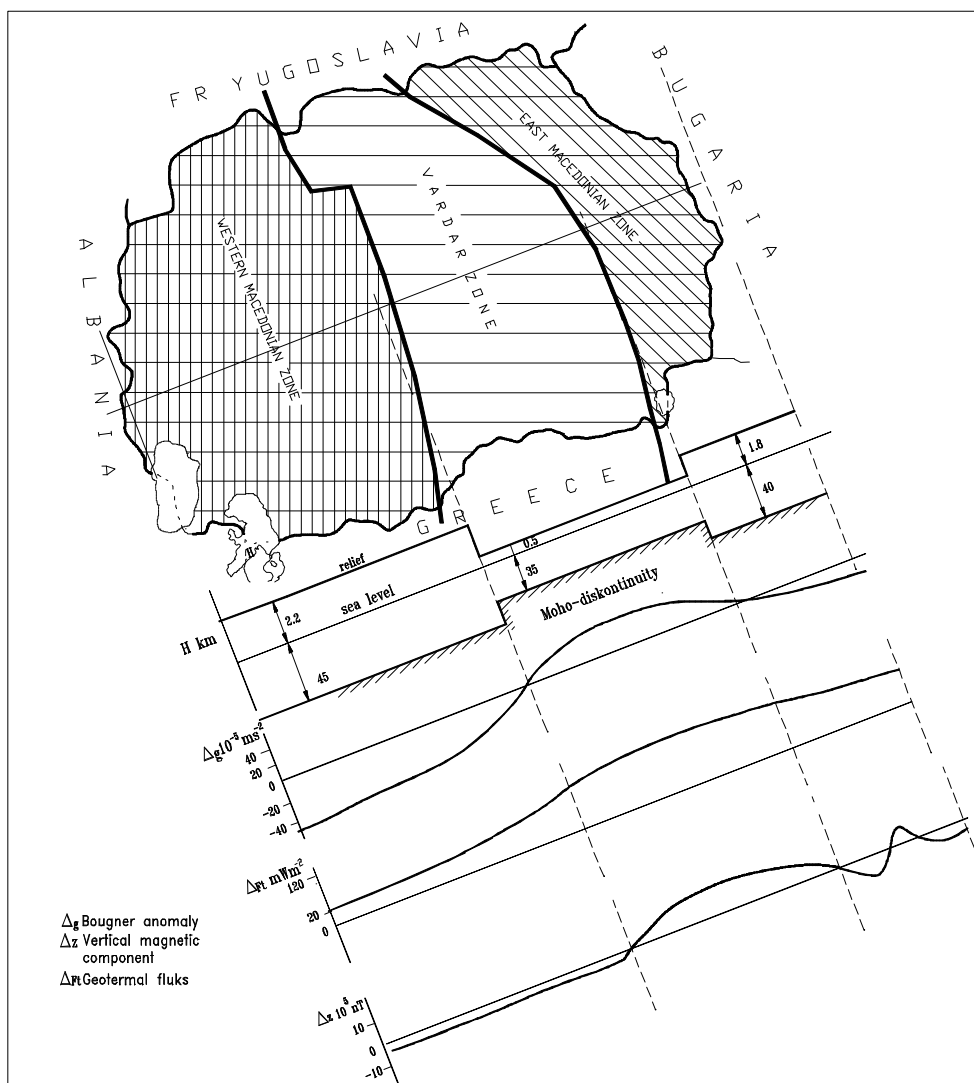 FR YUGOSLAVIA
BUGARIA
ALBANIA
EAST MACEDONIAN ZONE
VARDAR ZONE
WESTERN MACEDONIAN ZONE
GREECE
relief
sea level
H km
2.2
45
0.5
35
1.8
40
Moho-diskontinuity
Δg10⁻⁵ ms⁻²
40
20
0
-20
-40
ΔFt mWm⁻²
120
20
0
Δz 10⁵ nT
10
0
-10
Δg Bougner anomaly
Δz Vertical magnetic
component
ΔFt Geotermal fluks